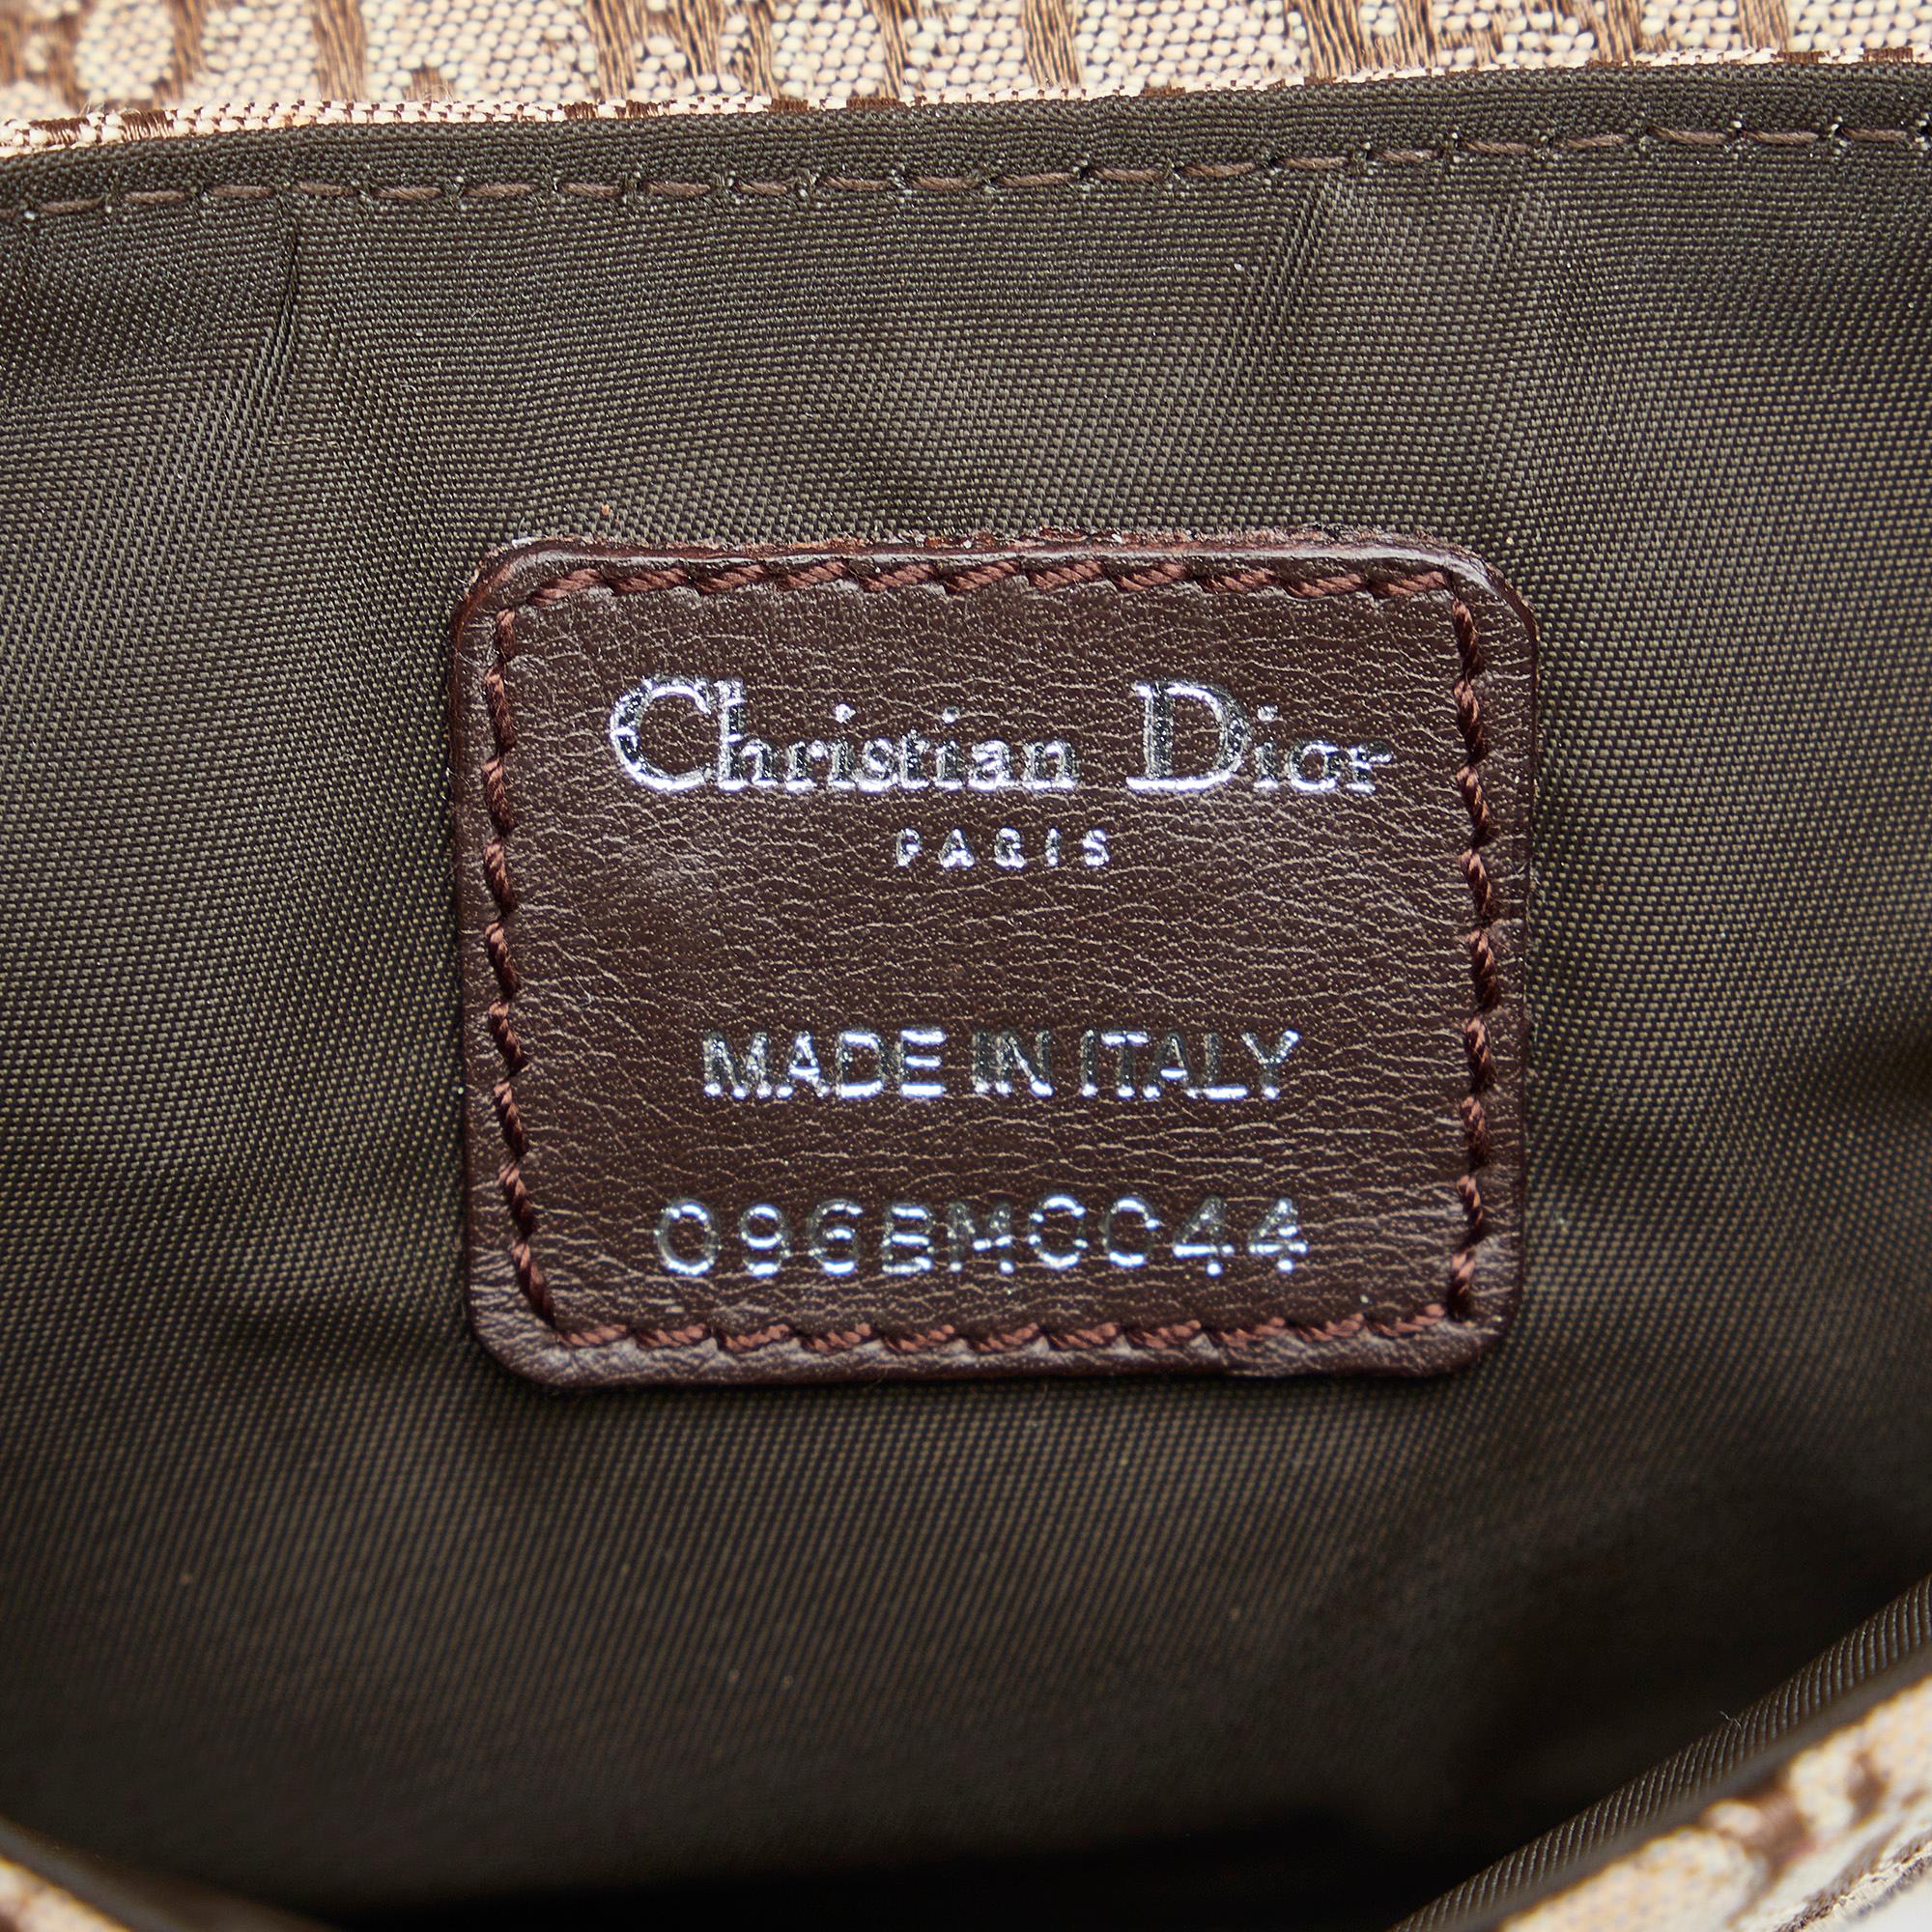 Christian Dior
PARIS
MADE IN ITALY
096BM0044